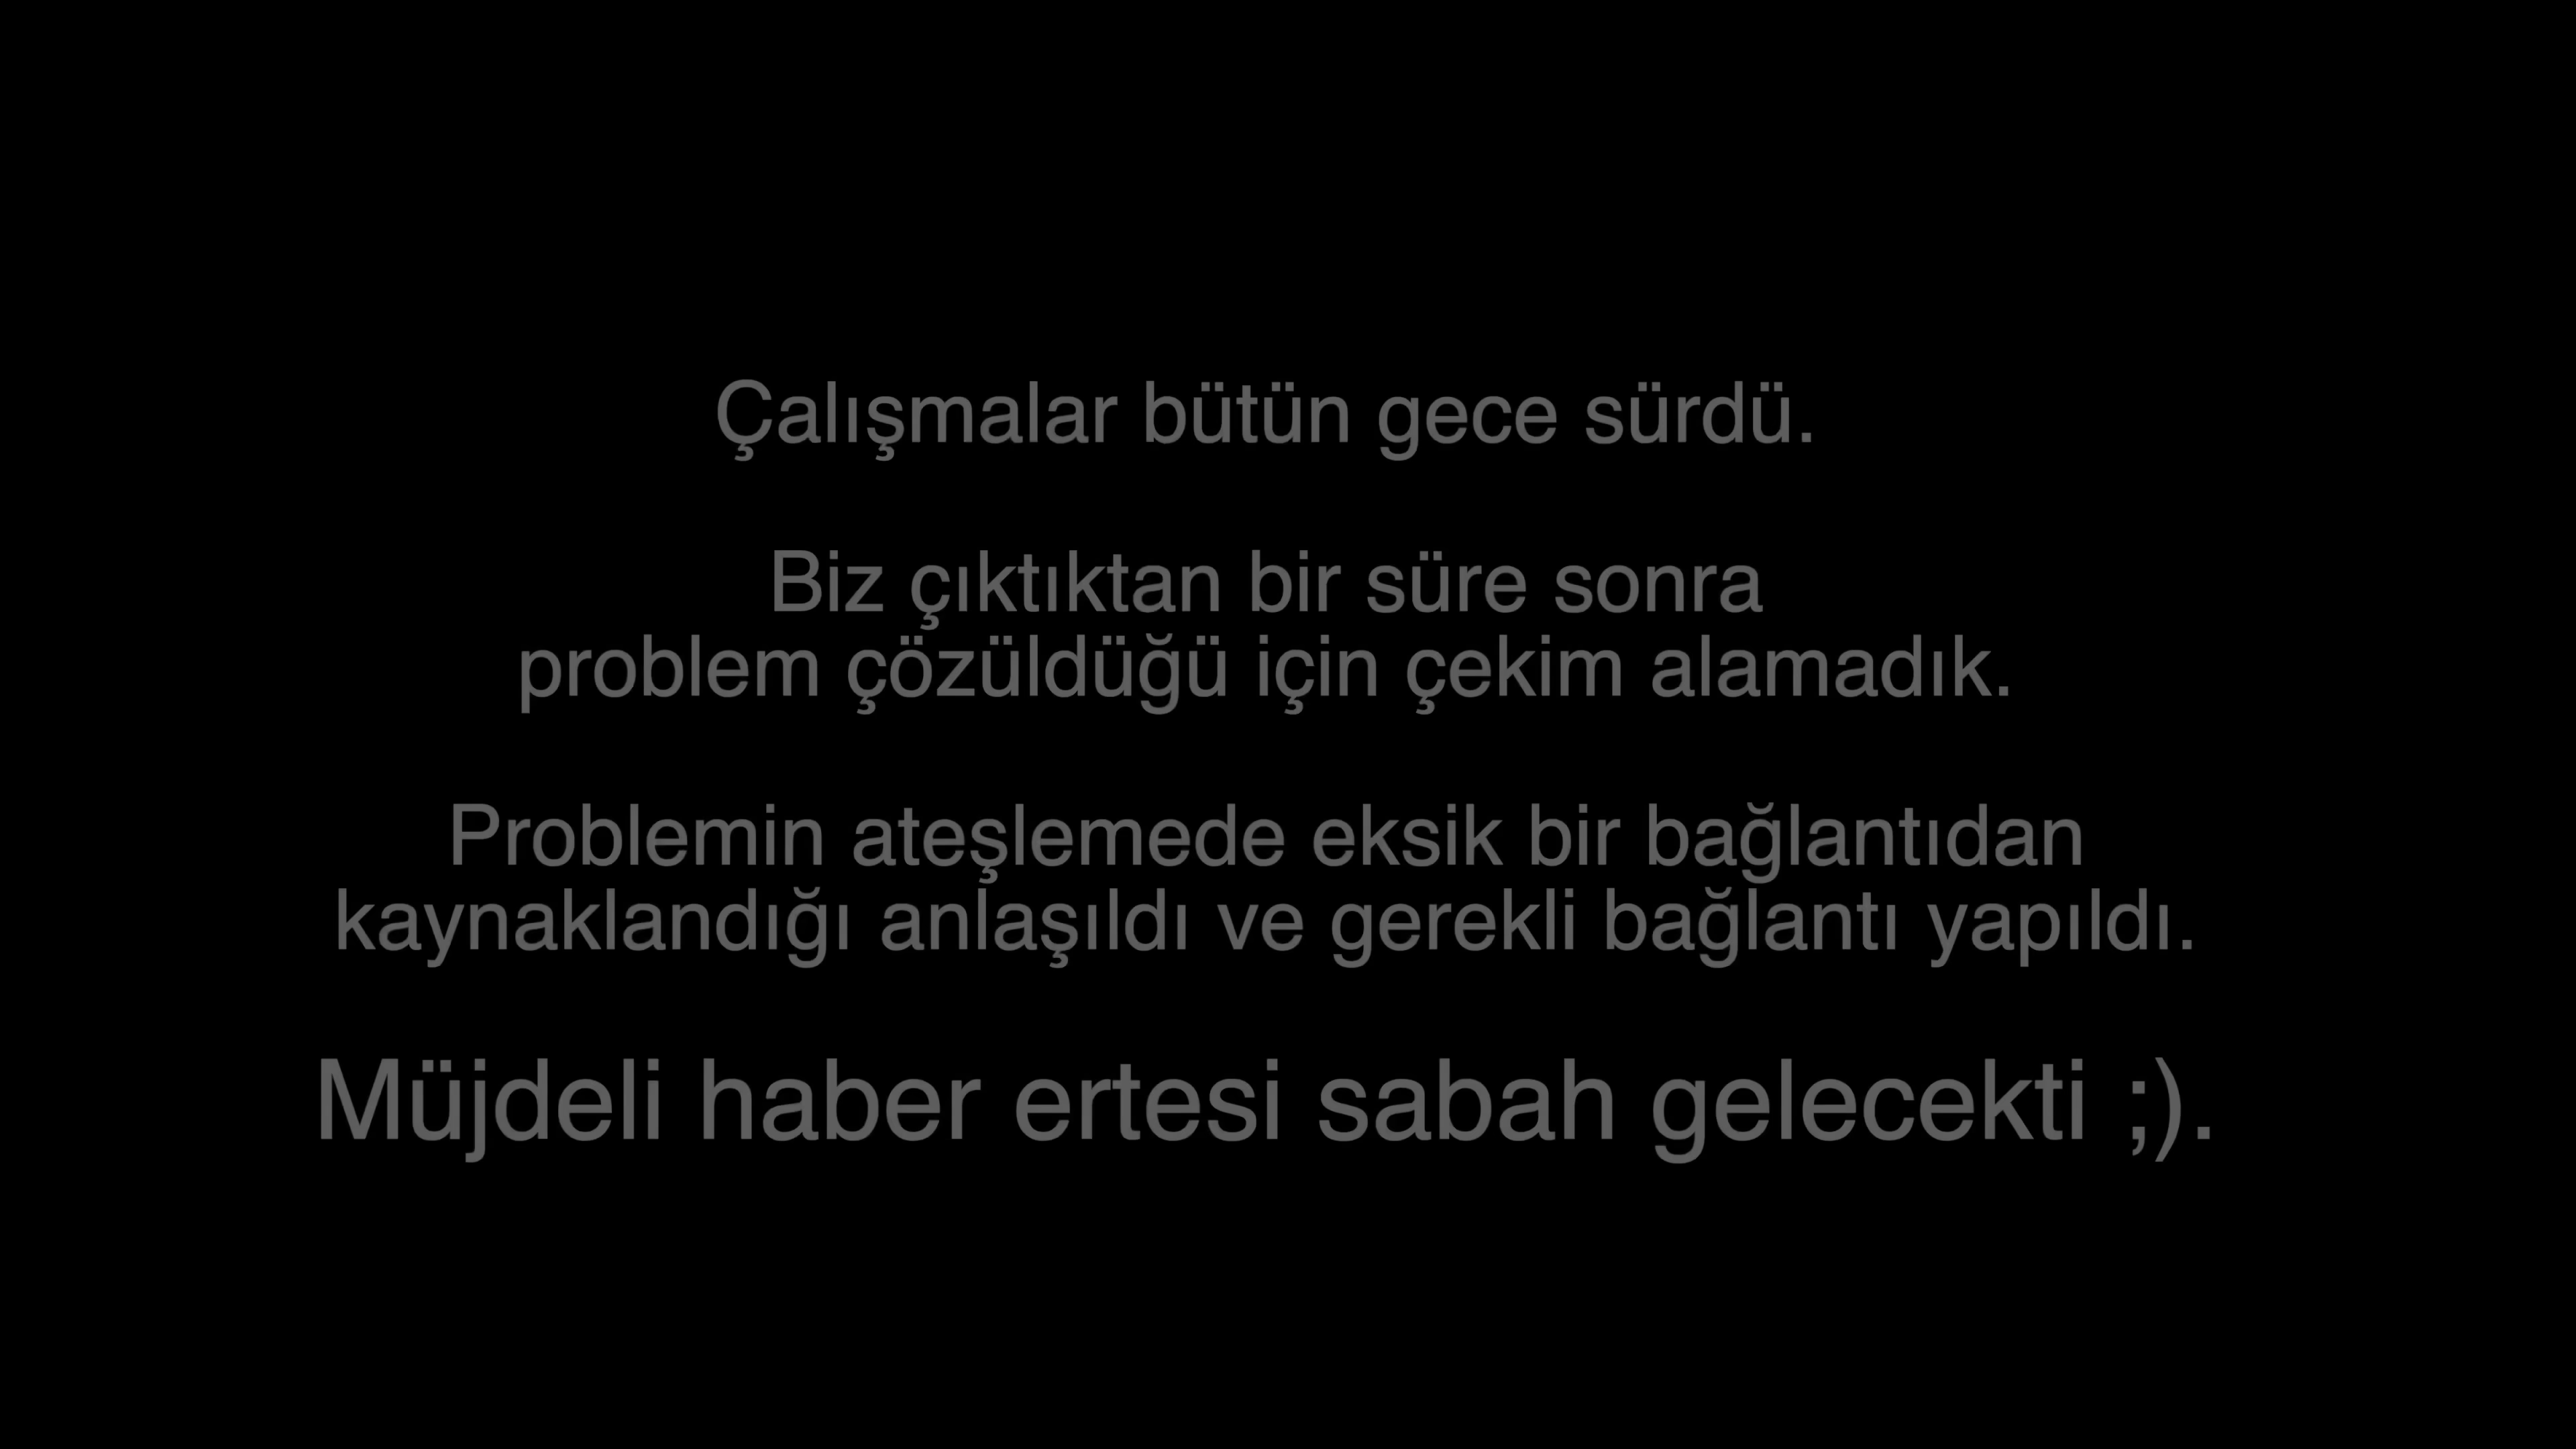 Çalışmalar bütün gece sürdü.
Biz çıktıktan bir süre sonra
problem çözüldüğü için çekim alamadık.
Problemin ateşlemede eksik bir bağlantıdan
kaynaklandığı anlaşıldı ve gerekli bağlantı yapıldı.
Müjdeli haber ertesi sabah gelecekti ;).